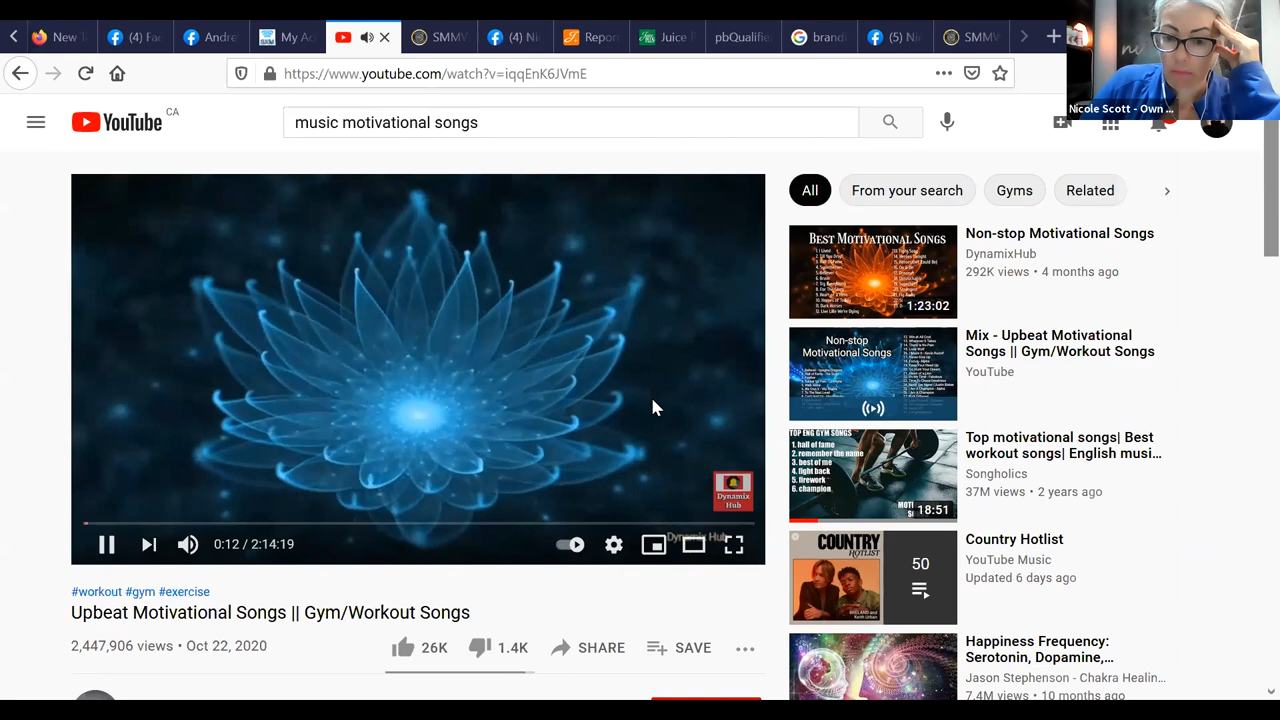 New
(4) Fa
Andre
My A
SMMV
(4) Ni
Repor
Juice
pbQualifie
brandi
(5) Ni
SMMV
https://www.youtube.com/watch?v=iqqEnK6JVmE
Nicole Scott - Own ...
YouTube CA
music motivational songs
All
From your search
Gyms
Related
BEST MOTIVATIONAL SONGS
1:23:02
Non-stop Motivational Songs
DynamixHub
292K views • 4 months ago
Non-stop
Motivational Songs
Mix - Upbeat Motivational
Songs || Gym/Workout Songs
YouTube
TOP ENG GYM SONGS
1. hall of fame
2. remember the name
3. best of me
4. fight back
5. firework
6. champion
18:51
Top motivational songs| Best
workout songs| English musi...
Songholics
37M views • 2 years ago
Dynamix
Hub
0:12 / 2:14:19
COUNTRY
HOTLIST
50
Country Hotlist
YouTube Music
Updated 6 days ago
#workout #gym #exercise
Upbeat Motivational Songs || Gym/Workout Songs
2,447,906 views • Oct 22, 2020
26K
1.4K
SHARE
SAVE
Happiness Frequency:
Serotonin, Dopamine,...
Jason Stephenson - Chakra Healin...
7.4M views • 10 months ago